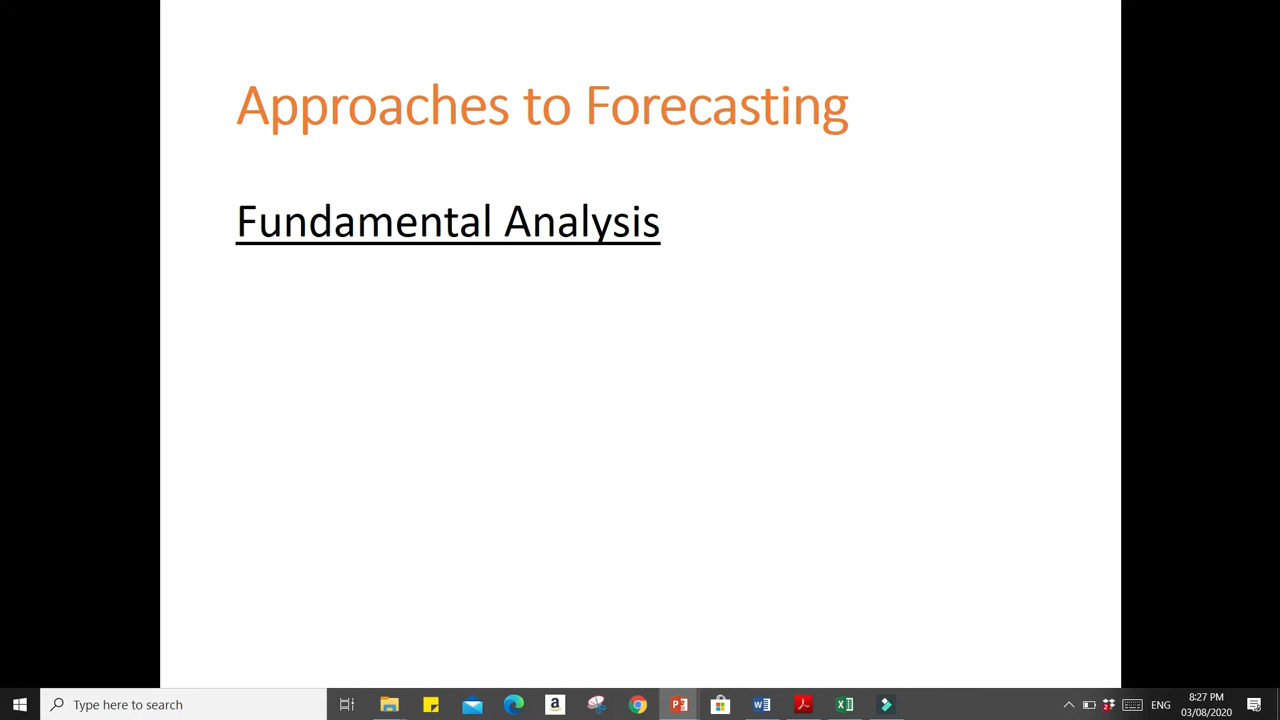 Approaches to Forecasting
Fundamental Analysis
Type here to search
a
ENG
8:27 PM
03/08/2020